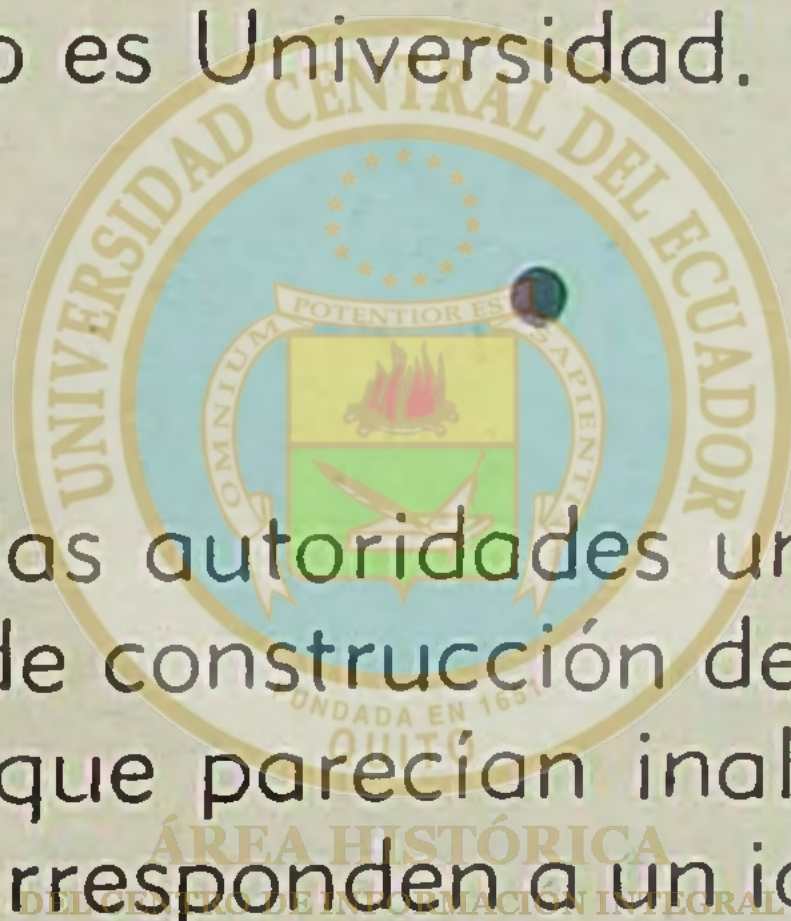 o es Universidad.
UNIVERSIDAD CENTRAL DEL ECUADOR
OMNIUM POTENTIOR EST SAPIENTIA
as autoridades un
de construcción de
FUNDADA EN 1651
QUITO
que parecían inal
ÁREA HISTÓRICA
rresponden a un id
DEL CENTRO DE INFORMACIÓN INTEGRAL